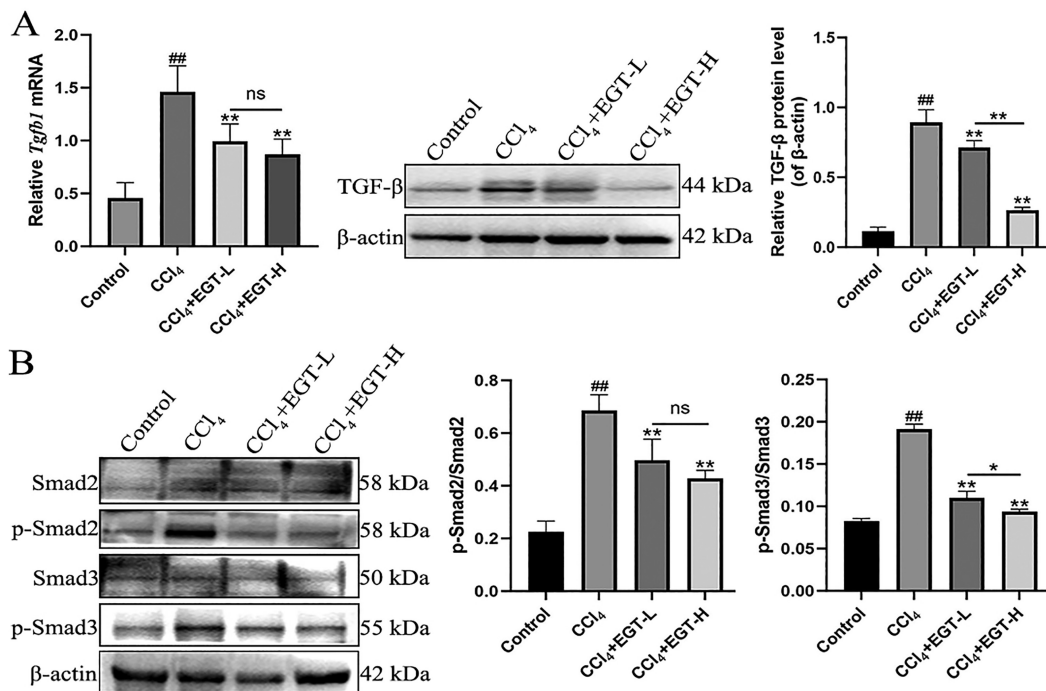 A
Relative Tgfb1 mRNA
2.0
1.5
1.0
0.5
0.0
##
**
ns
**
Control
CCl₄
CCl₄+EGT-L
CCl₄+EGT-H
Control
CCl₄
CCl₄+EGT-L
CCl₄+EGT-H
TGF-β 44 kDa
β-actin 42 kDa
Relative TGF-β protein level
(of β-actin)
1.5
1.0
0.5
0.0
##
**
**
**
Control
CCl₄
CCl₄+EGT-L
CCl₄+EGT-H
B
Control
CCl₄
CCl₄+EGT-L
CCl₄+EGT-H
Smad2 58 kDa
p-Smad2 58 kDa
Smad3 50 kDa
p-Smad3 55 kDa
β-actin 42 kDa
p-Smad2/Smad2
0.8
0.6
0.4
0.2
0.0
##
**
ns
**
Control
CCl₄
CCl₄+EGT-L
CCl₄+EGT-H
p-Smad3/Smad3
0.25
0.20
0.15
0.10
0.05
0.00
##
**
*
**
Control
CCl₄
CCl₄+EGT-L
CCl₄+EGT-H